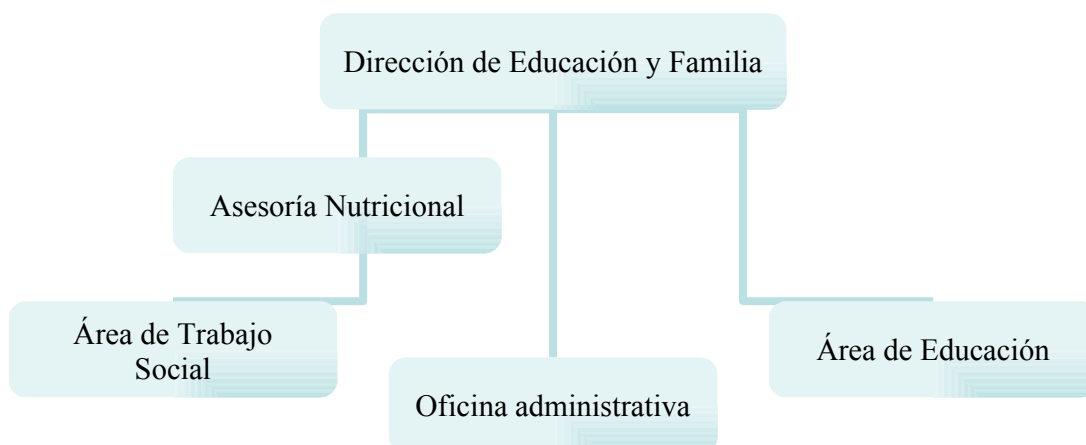 Dirección de Educación y Familia
Asesoría Nutricional
Área de Trabajo
Social
Oficina administrativa
Área de Educación